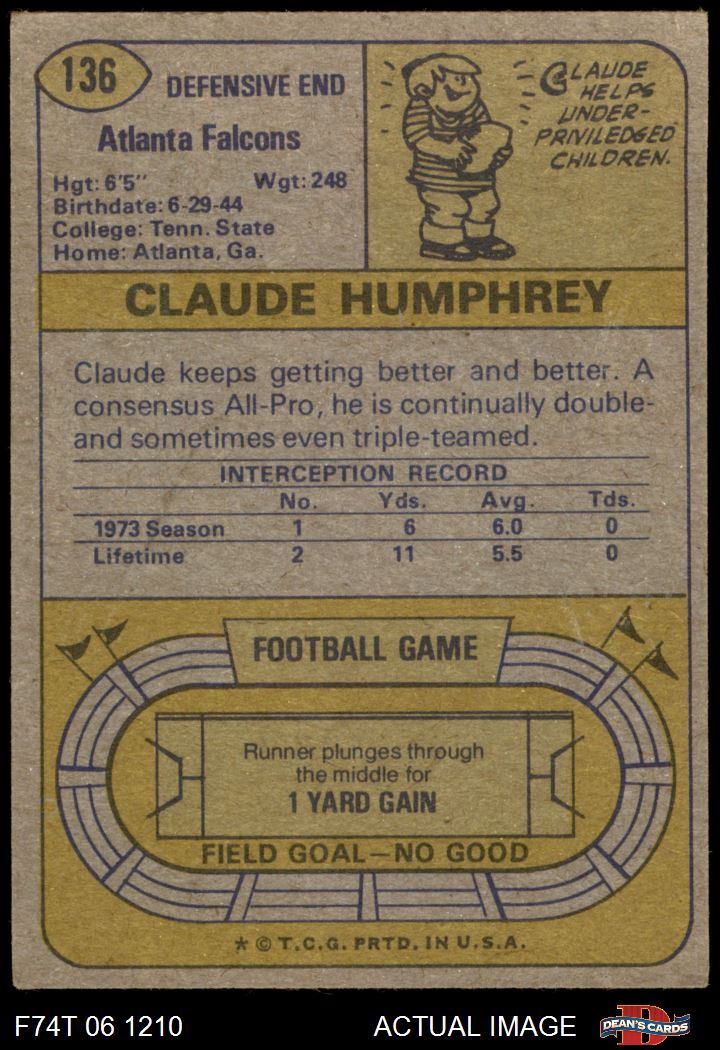 136
DEFENSIVE END
Atlanta Falcons
Hgt: 6'5" Wgt: 248
Birthdate: 6-29-44
College: Tenn. State
Home: Atlanta, Ga.
CLAUDE
HELPS
UNDER-
PRIVILEDGED
CHILDREN.
CLAUDE HUMPHREY
Claude keeps getting better and better. A
consensus All-Pro, he is continually double-
and sometimes even triple-teamed.
INTERCEPTION RECORD
No. Yds. Avg. Tds.
1973 Season 1 6 6.0 0
Lifetime 2 11 5.5 0
FOOTBALL GAME
Runner plunges through
the middle for
1 YARD GAIN
FIELD GOAL—NO GOOD
* © T.C.G. PRTD. IN U.S.A.
F74T 06 1210 ACTUAL IMAGE
D
DEAN'S CARDS